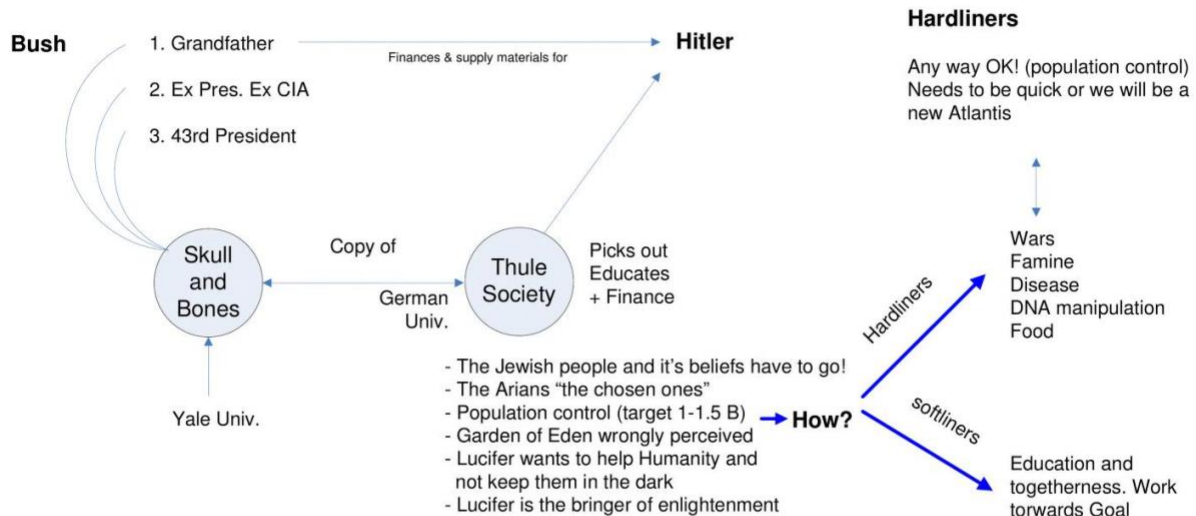 Bush
1. Grandfather
2. Ex Pres. Ex CIA
3. 43rd President
Finances & supply materials for
Hitler
Hardliners
Any way OK! (population control)
Needs to be quick or we will be a
new Atlantis
Skull
and
Bones
Copy of
German
Univ.
Thule
Society
Picks out
Educates
+ Finance
Yale Univ.
- The Jewish people and it's beliefs have to go!
- The Arians “the chosen ones”
- Population control (target 1-1.5 B)
- Garden of Eden wrongly perceived
- Lucifer wants to help Humanity and
not keep them in the dark
- Lucifer is the bringer of enlightenment
How?
Hardliners
Wars
Famine
Disease
DNA manipulation
Food
softliners
Education and
togetherness. Work
torwards Goal